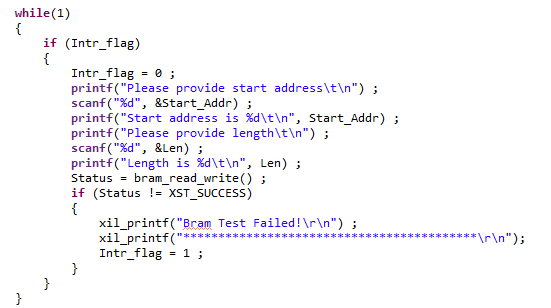 while(1)
{
if (Intr_flag)
{
Intr_flag = 0 ;
printf("Please provide start address\t\n") ;
scanf("%d", &Start_Addr) ;
printf("Start address is %d\t\n", Start_Addr) ;
printf("Please provide length\t\n") ;
scanf("%d", &Len) ;
printf("Length is %d\t\n", Len) ;
Status = bram_read_write() ;
if (Status != XST_SUCCESS)
{
xil_printf("Bram Test Failed!\r\n") ;
xil_printf("******************************************\r\n");
Intr_flag = 1 ;
}
}
}